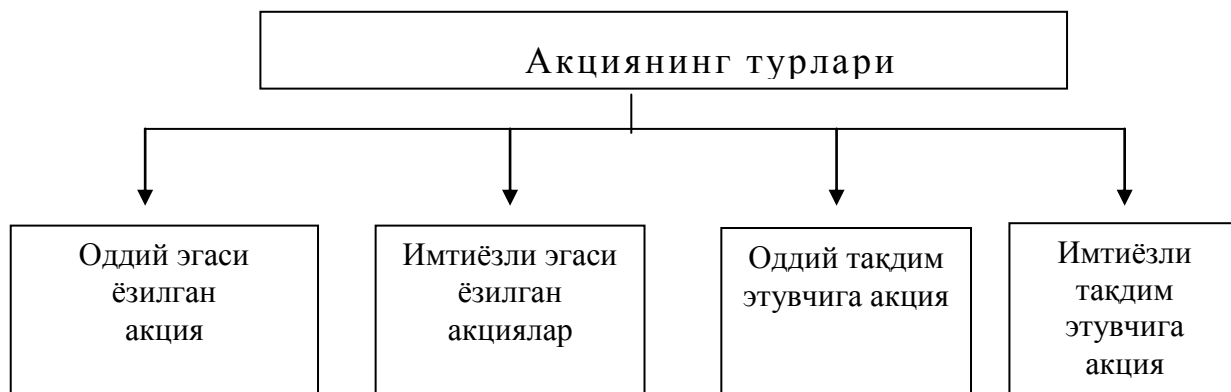 Акциянинг турлари
Оддий эгаси
ёзилган
акция
Имтиёзли эгаси
ёзилган
акциялар
Оддий тақдим
этувчига акция
Имтиёзли
тақдим
этувчига
акция